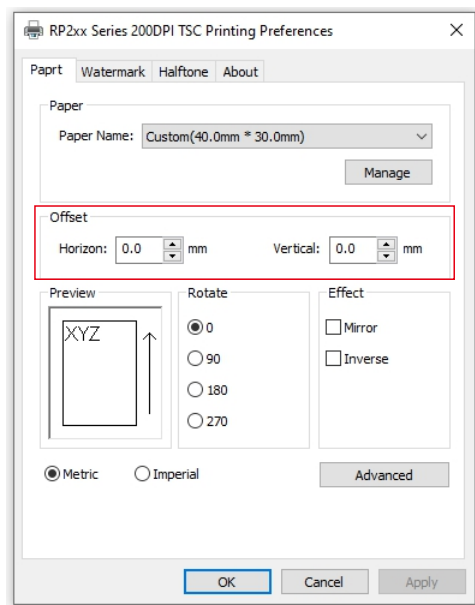 RP2xx Series 200DPI TSC Printing Preferences
Paprt Watermark Halftone About
Paper
Paper Name: Custom(40.0mm * 30.0mm)
Manage
Offset
Horizon: 0.0 mm Vertical: 0.0 mm
Preview Rotate Effect
XYZ
0 Mirror
90 Inverse
180
270
Metric Imperial Advanced
OK Cancel Apply